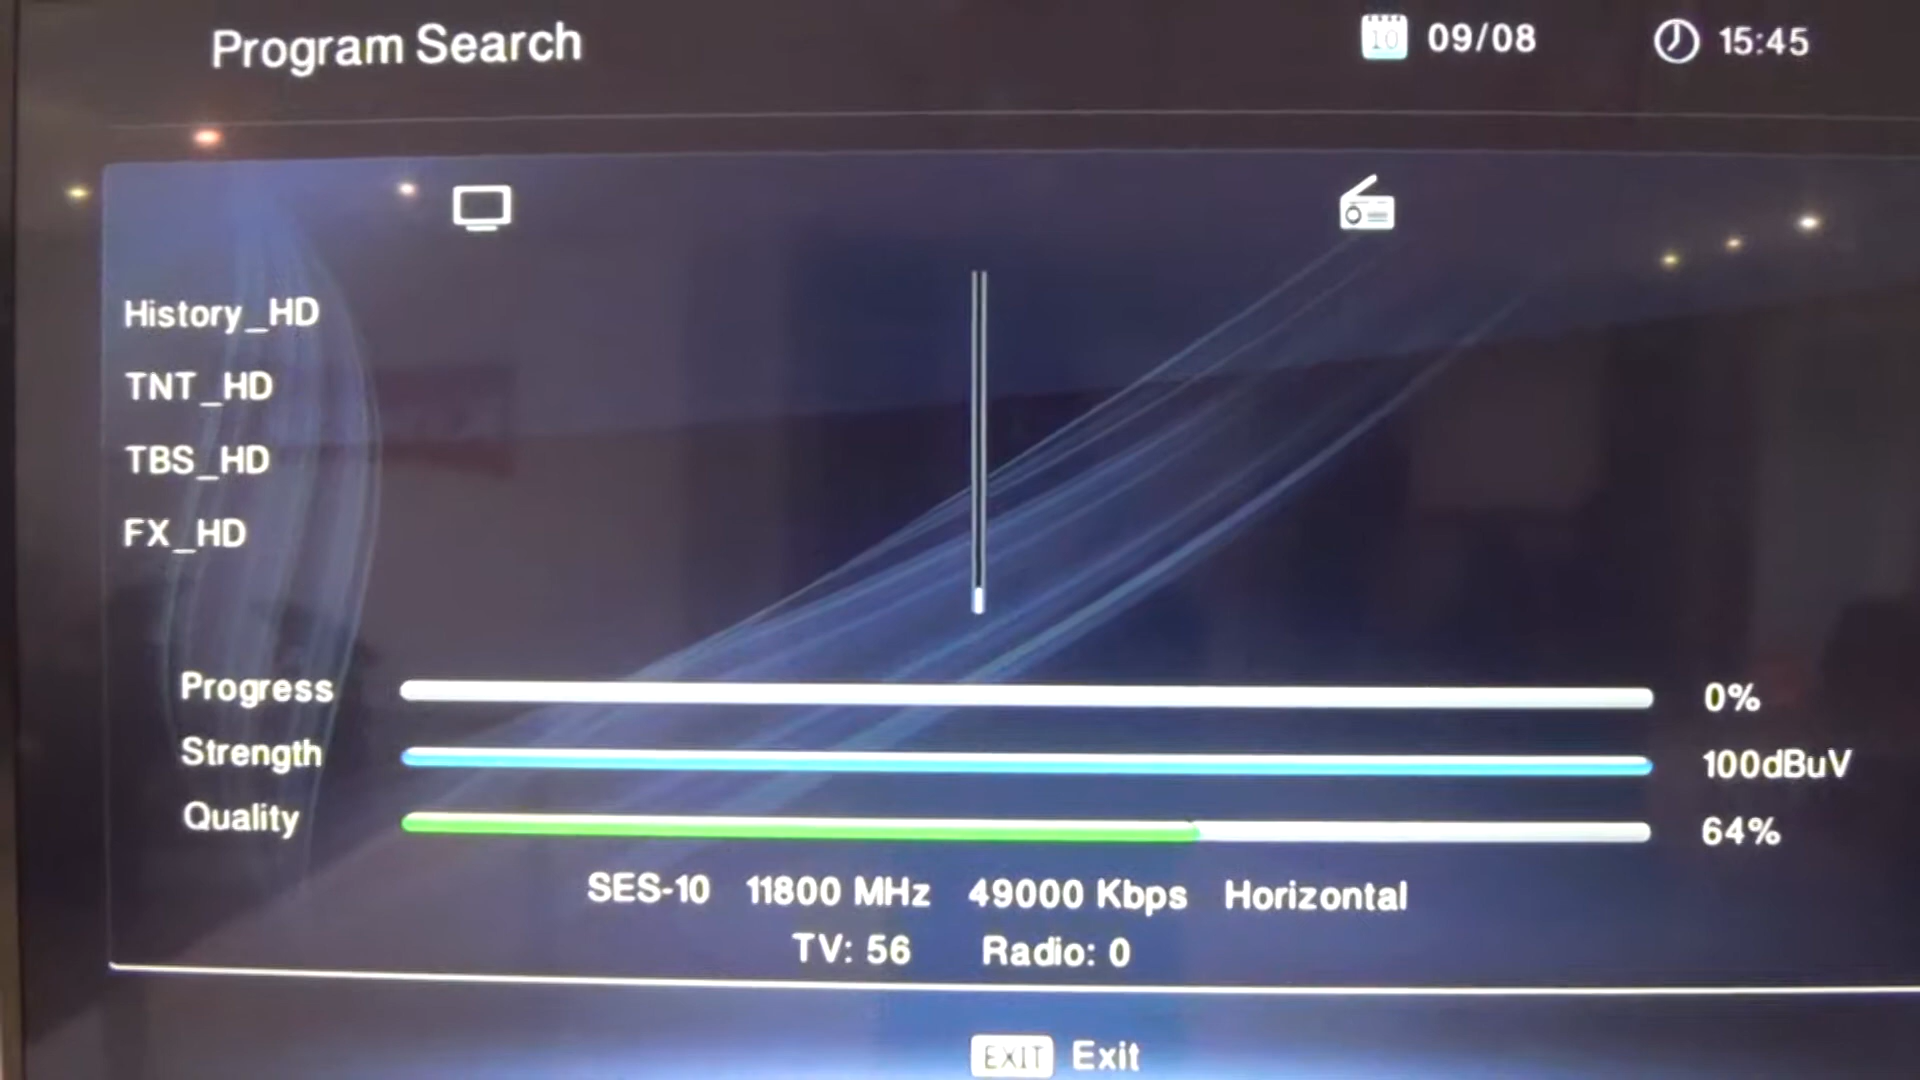 Program Search
10 09/08 15:45
History_HD
TNT_HD
TBS_HD
FX_HD
Progress 0%
Strength 100dBuV
Quality 64%
SES-10 11800 MHz 49000 Kbps Horizontal
TV: 56 Radio: 0
EXIT Exit